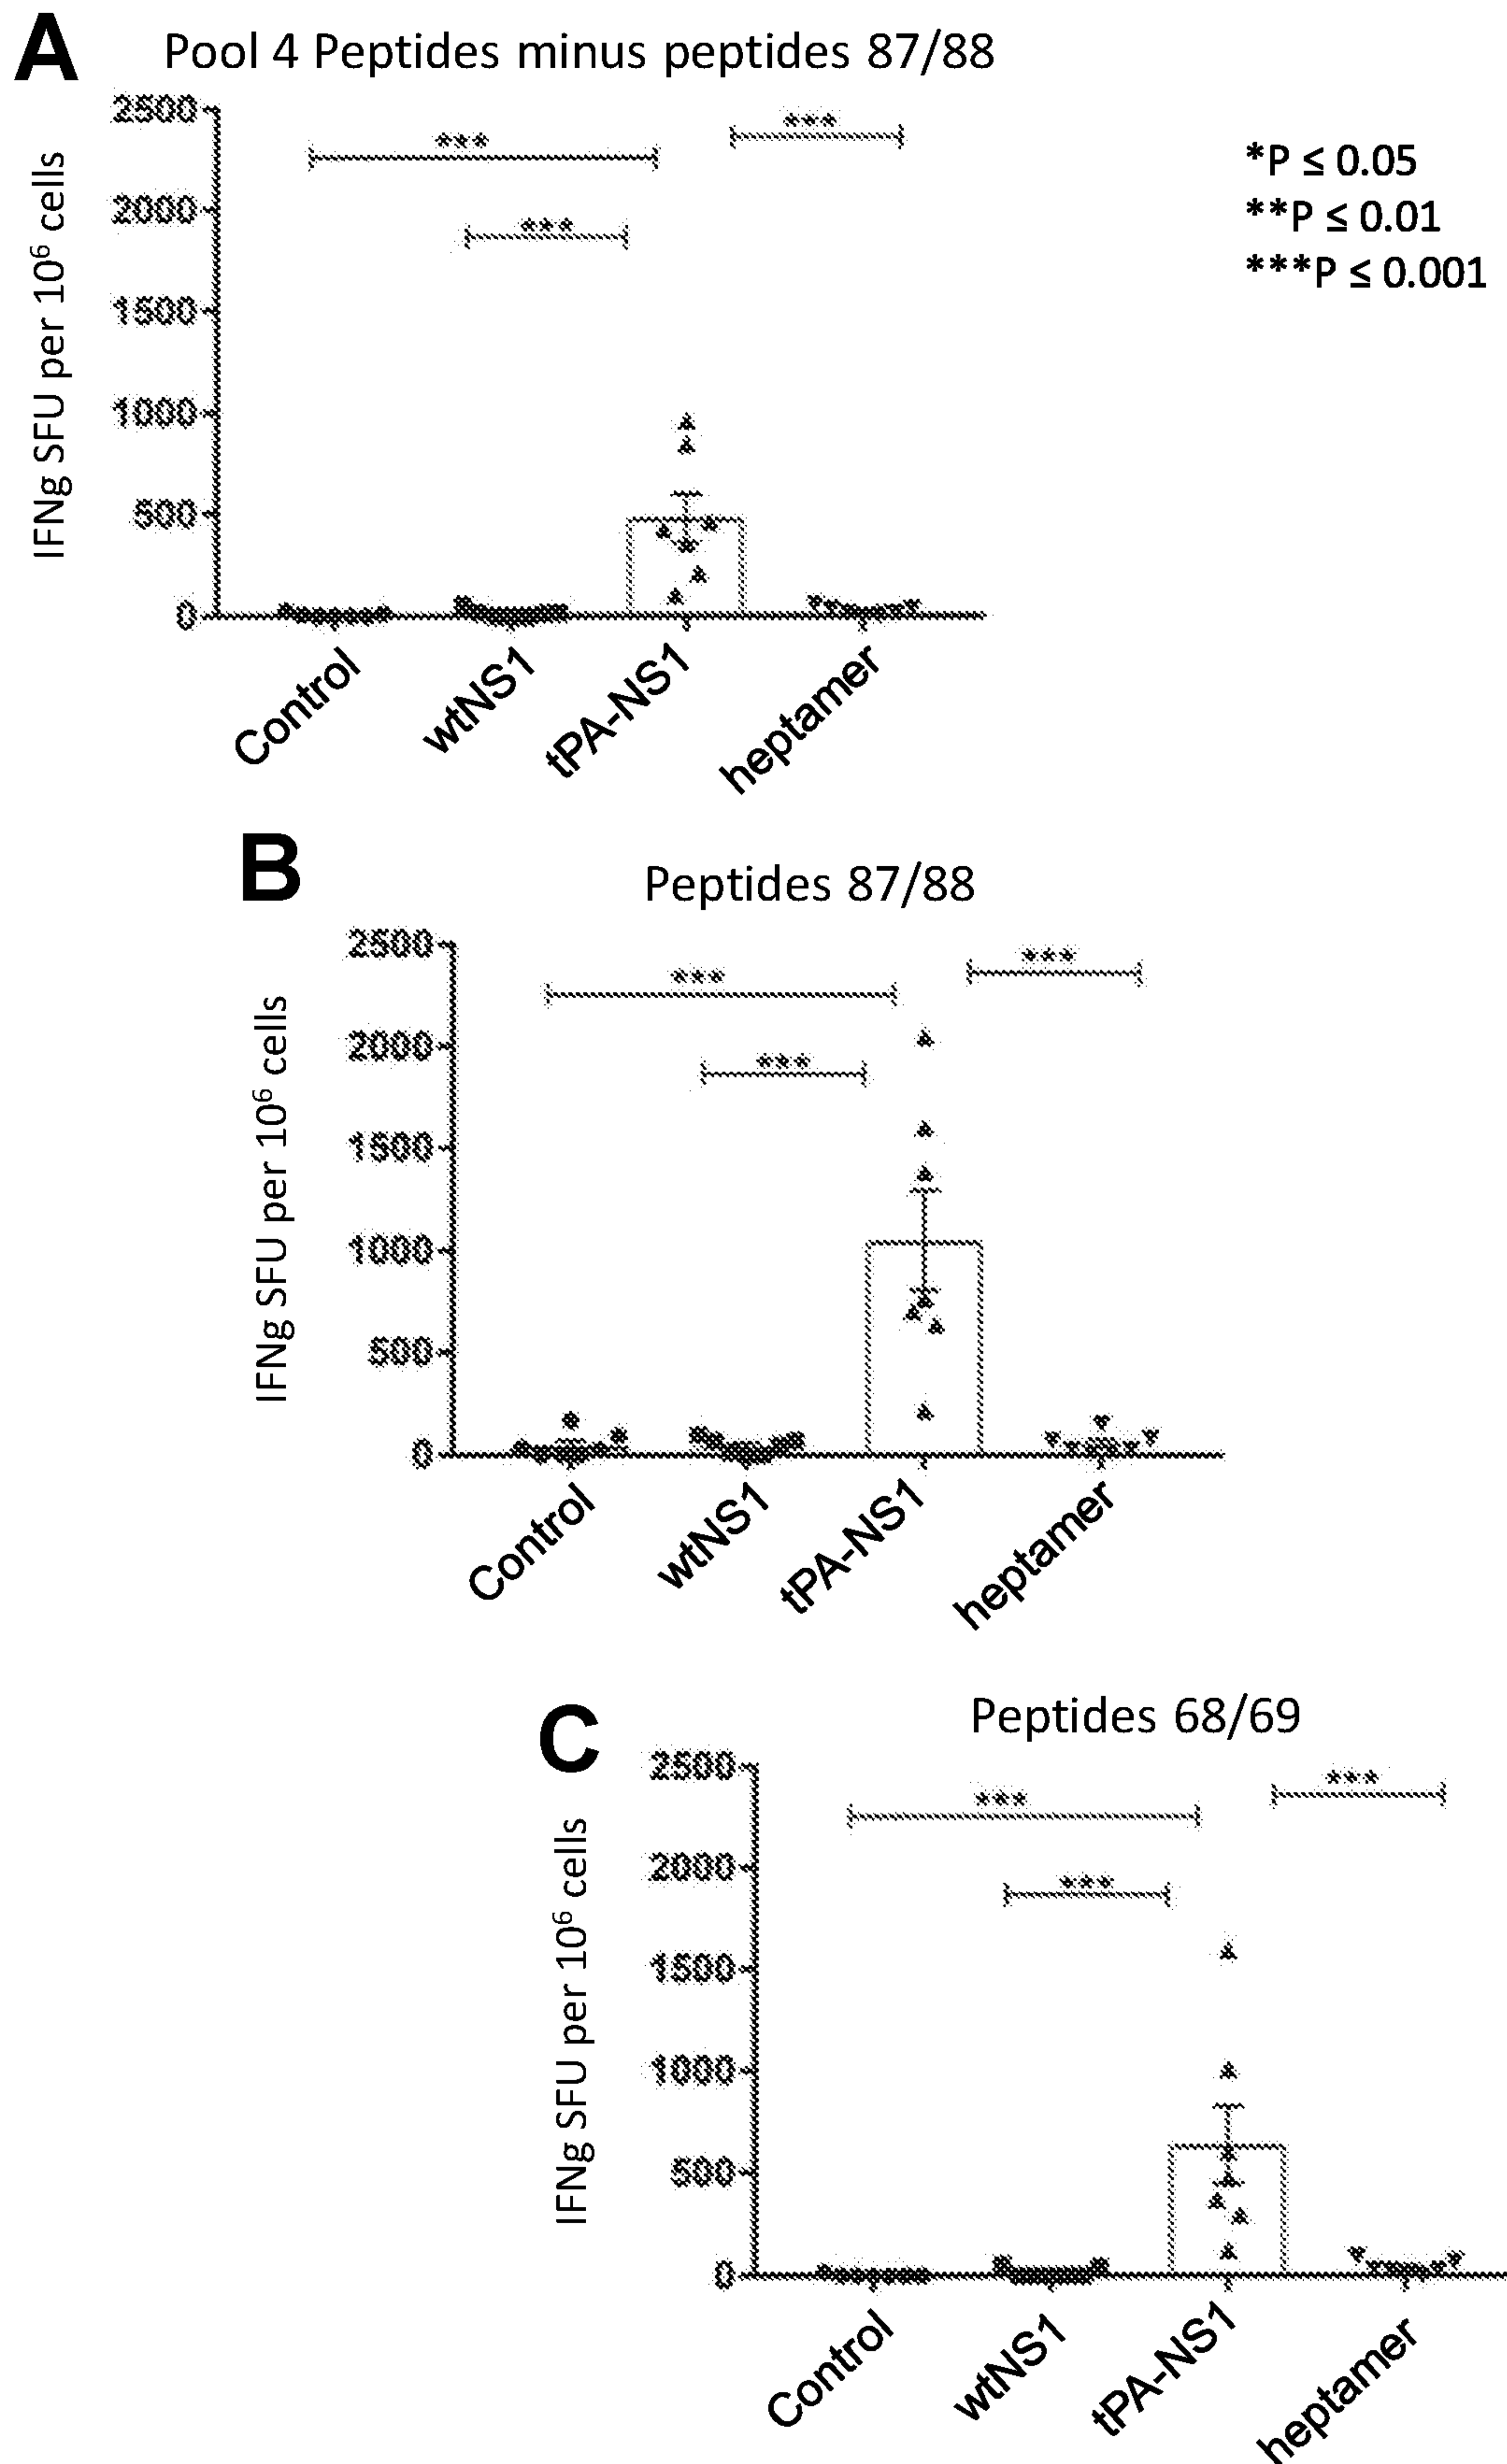 A
Pool 4 Peptides minus peptides 87/88
IFNg SFU per 10⁶ cells
2500
2000
1500
1000
500
0
***
***
***
*P ≤ 0.05
**P ≤ 0.01
***P ≤ 0.001
Control
wtNS1
tPA-NS1
heptamer
B
Peptides 87/88
IFNg SFU per 10⁶ cells
2500
2000
1500
1000
500
0
***
***
***
Control
wtNS1
tPA-NS1
heptamer
C
Peptides 68/69
IFNg SFU per 10⁶ cells
2500
2000
1500
1000
500
0
***
***
***
Control
wtNS1
tPA-NS1
heptamer